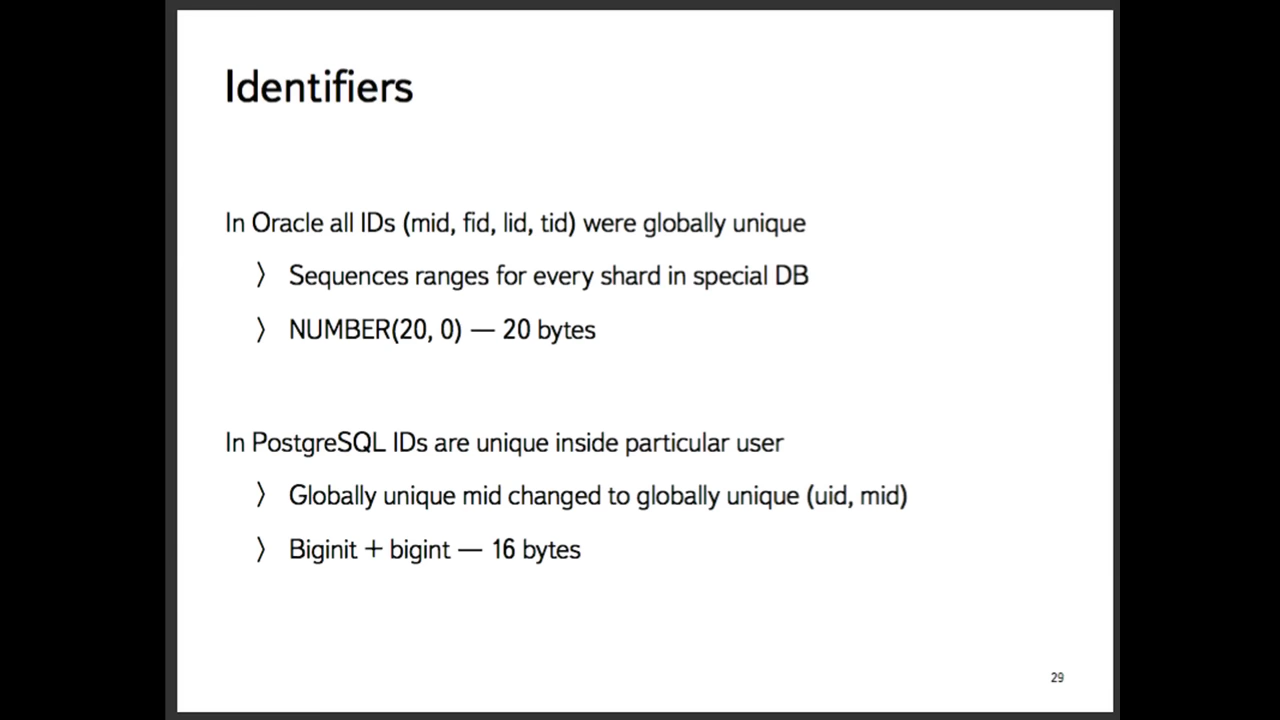 Identifiers
In Oracle all IDs (mid, fid, lid, tid) were globally unique
〉 Sequences ranges for every shard in special DB
〉 NUMBER(20, 0) — 20 bytes
In PostgreSQL IDs are unique inside particular user
〉 Globally unique mid changed to globally unique (uid, mid)
〉 Biginit + bigint — 16 bytes
29